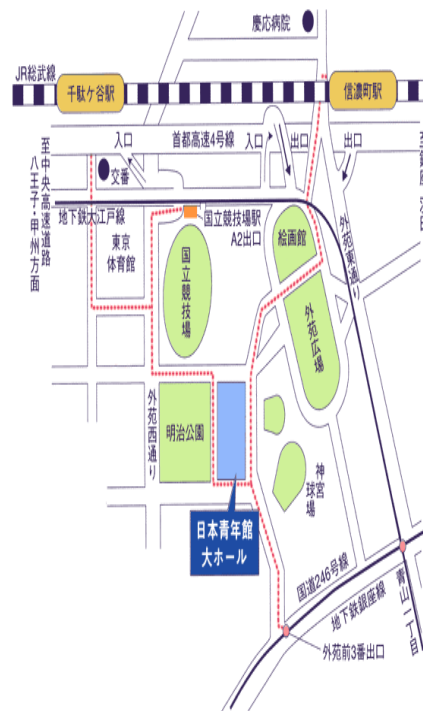 慶応病院
JR総武線
千駄ケ谷駅
信濃町駅
入口
首都高速4号線
入口
出口
出口
至中央高速道路
八王子・甲州方面
交番
地下鉄大江戸線
国立競技場駅
A2出口
東京
体育館
国立競技場
絵画館
外苑東通り
外苑広場
外苑西通り
明治公園
神宮
球場
日本青年館
大ホール
国道246号線
地下鉄銀座線
青山一丁目
外苑前3番出口